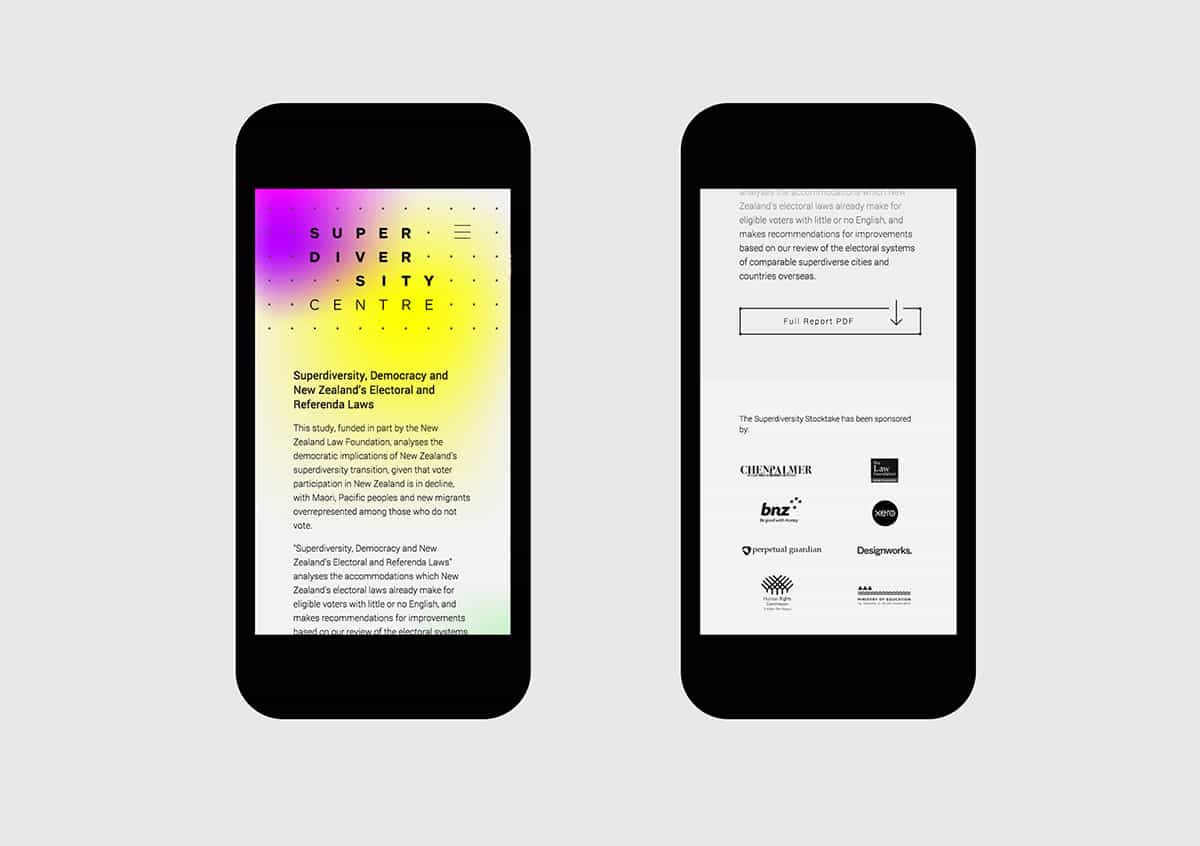 SUPER
DIVER
SITY
CENTRE
Superdiversity, Democracy and
New Zealand's Electoral and
Referenda Laws
This study, funded in part by the New
Zealand Law Foundation, analyses the
democratic implications of New Zealand's
superdiversity transition, given that voter
participation in New Zealand is in decline,
with Maori, Pacific peoples and new migrants
overrepresented among those who do not
vote.
"Superdiversity, Democracy and New
Zealand's Electoral and Referenda Laws"
analyses the accommodations which New
Zealand's electoral laws already make for
eligible voters with little or no English, and
makes recommendations for improvements
based on our review of the electoral systems
analyses the accommodations which New
Zealand's electoral laws already make for
eligible voters with little or no English, and
makes recommendations for improvements
based on our review of the electoral systems
of comparable superdiverse cities and
countries overseas.
Full Report PDF
The Superdiversity Stocktake has been sponsored
by:
CHENPALMER
The
Law
Foundation
bnz
Be good with money
xero
perpetual guardian
Designworks.
Human Rights
Commission
MINISTRY OF EDUCATION